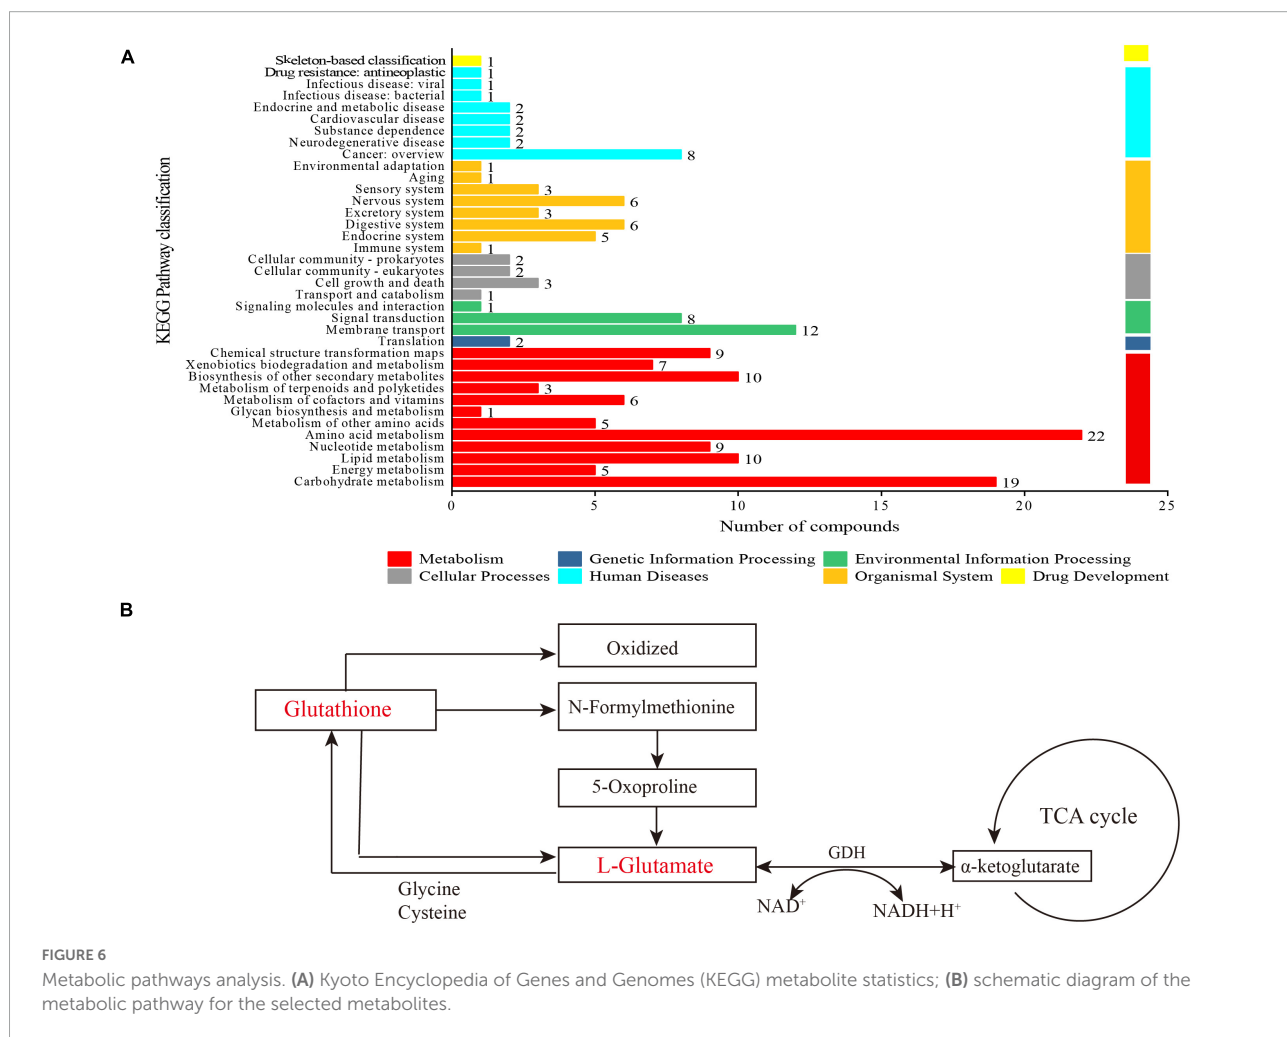 A
KEGG Pathway classification
Skeleton-based classification 1
Drug resistance: antineoplastic 1
Infectious disease: viral 1
Infectious disease: bacterial 1
Endocrine and metabolic disease 2
Cardiovascular disease 2
Substance dependence 2
Neurodegenerative disease 2
Cancer: overview 8
Environmental adaptation 1
Aging 1
Sensory system 3
Nervous system 6
Excretory system 3
Digestive system 6
Endocrine system 5
Immune system 1
Cellular community - prokaryotes 2
Cellular community - eukaryotes 2
Cell growth and death 3
Transport and catabolism 1
Signaling molecules and interaction 1
Signal transduction 8
Membrane transport 12
Translation 2
Chemical structure transformation maps 9
Xenobiotics biodegradation and metabolism 7
Biosynthesis of other secondary metabolites 10
Metabolism of terpenoids and polyketides 3
Metabolism of cofactors and vitamins 6
Glycan biosynthesis and metabolism 1
Metabolism of other amino acids 5
Amino acid metabolism 22
Nucleotide metabolism 9
Lipid metabolism 10
Energy metabolism 5
Carbohydrate metabolism 19
0 5 10 15 20 25
Number of compounds
Metabolism Genetic Information Processing Environmental Information Processing
Cellular Processes Human Diseases Organismal System Drug Development
B
Oxidized
Glutathione
N-Formylmethionine
5-Oxoproline
TCA cycle
L-Glutamate
GDH
α-ketoglutarate
Glycine
Cysteine
NAD+
NADH+H+
FIGURE 6
Metabolic pathways analysis. (A) Kyoto Encyclopedia of Genes and Genomes (KEGG) metabolite statistics; (B) schematic diagram of the
metabolic pathway for the selected metabolites.